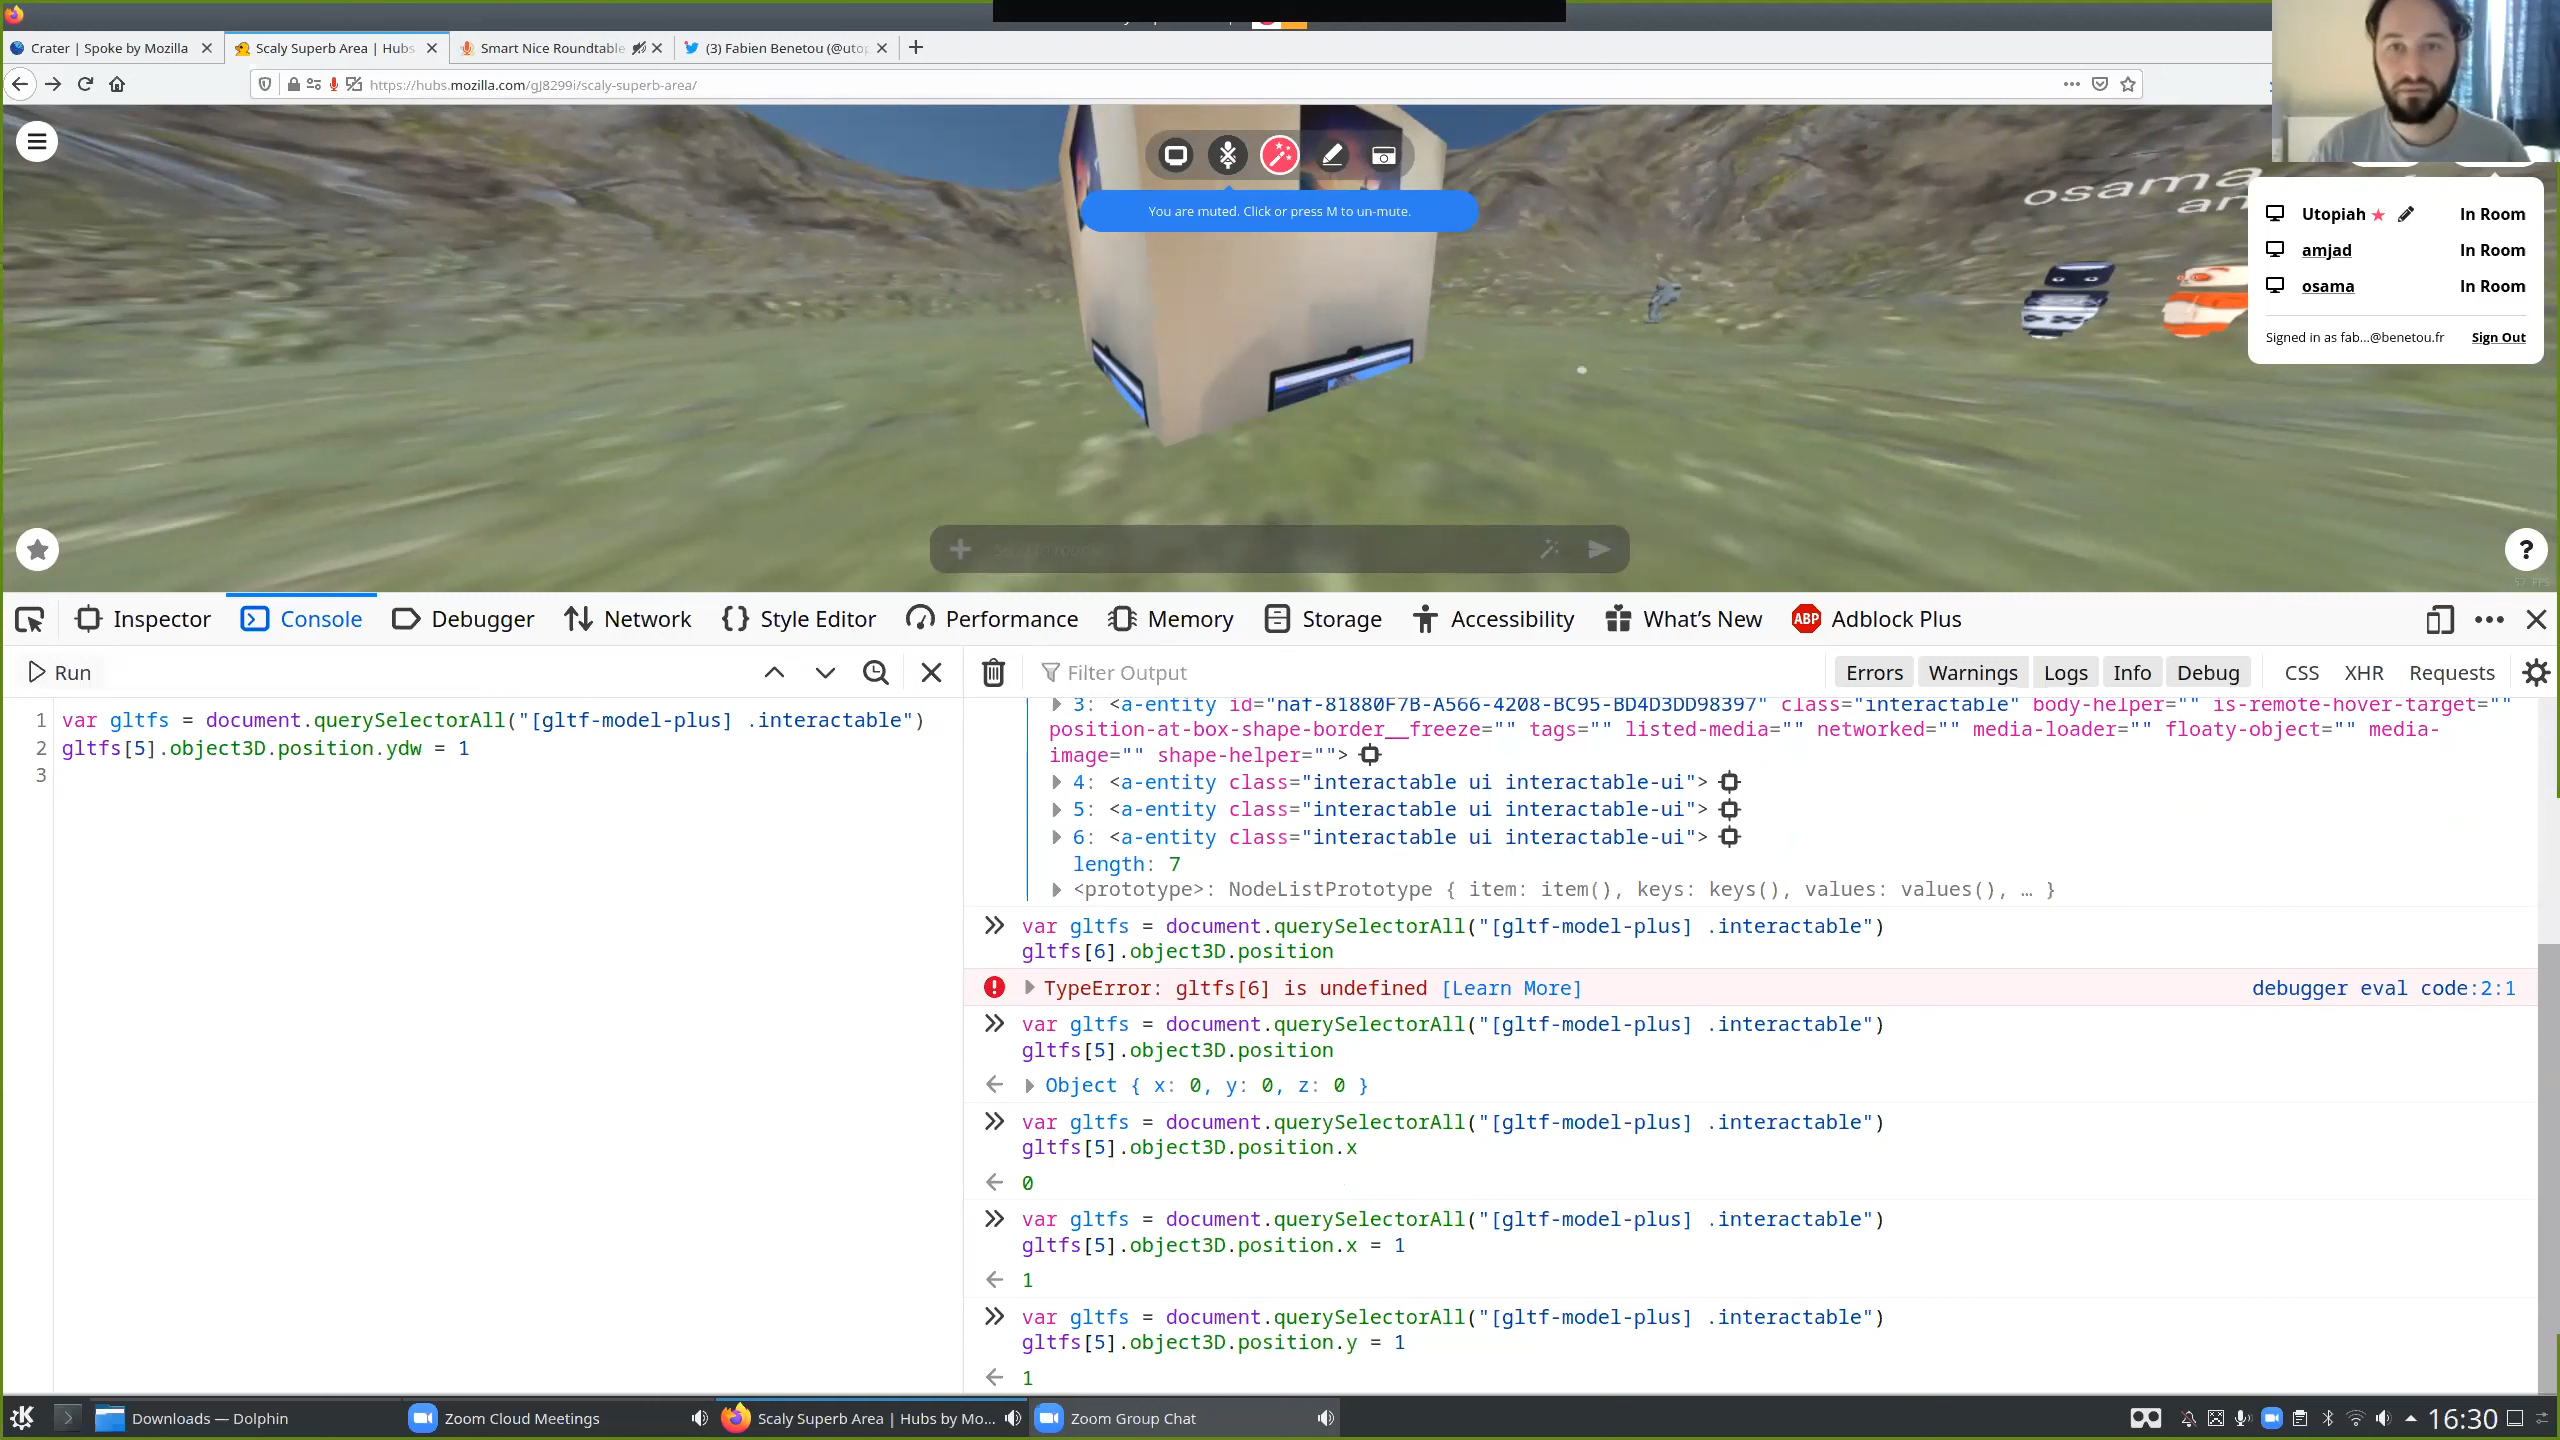 Crater | Spoke by Mozilla
Scaly Superb Area | Hubs
Smart Nice Roundtable
(3) Fabien Benetou (@utop
https://hubs.mozilla.com/gJ8299i/scaly-superb-area/
You are muted. Click or press M to un-mute.
osama
Utopiah In Room
amjad In Room
osama In Room
Signed in as fab...@benetou.fr Sign Out
?
Inspector Console Debugger Network Style Editor Performance Memory Storage Accessibility What's New ABP Adblock Plus
Run
Filter Output
Errors Warnings Logs Info Debug CSS XHR Requests
1 var gltfs = document.querySelectorAll("[gltf-model-plus] .interactable")
2 gltfs[5].object3D.position.ydw = 1
3
3: <a-entity id="naf-81880F7B-A566-4208-BC95-BD4D3DD98397" class="interactable" body-helper="" is-remote-hover-target=""
position-at-box-shape-border__freeze="" tags="" listed-media="" networked="" media-loader="" floaty-object="" media-
image="" shape-helper="">
4: <a-entity class="interactable ui interactable-ui">
5: <a-entity class="interactable ui interactable-ui">
6: <a-entity class="interactable ui interactable-ui">
length: 7
<prototype>: NodeListPrototype { item: item(), keys: keys(), values: values(), … }
var gltfs = document.querySelectorAll("[gltf-model-plus] .interactable")
gltfs[6].object3D.position
TypeError: gltfs[6] is undefined [Learn More] debugger eval code:2:1
var gltfs = document.querySelectorAll("[gltf-model-plus] .interactable")
gltfs[5].object3D.position
Object { x: 0, y: 0, z: 0 }
var gltfs = document.querySelectorAll("[gltf-model-plus] .interactable")
gltfs[5].object3D.position.x
0
var gltfs = document.querySelectorAll("[gltf-model-plus] .interactable")
gltfs[5].object3D.position.x = 1
1
var gltfs = document.querySelectorAll("[gltf-model-plus] .interactable")
gltfs[5].object3D.position.y = 1
1
Downloads — Dolphin
Zoom Cloud Meetings
Scaly Superb Area | Hubs by Mo...
Zoom Group Chat
16:30